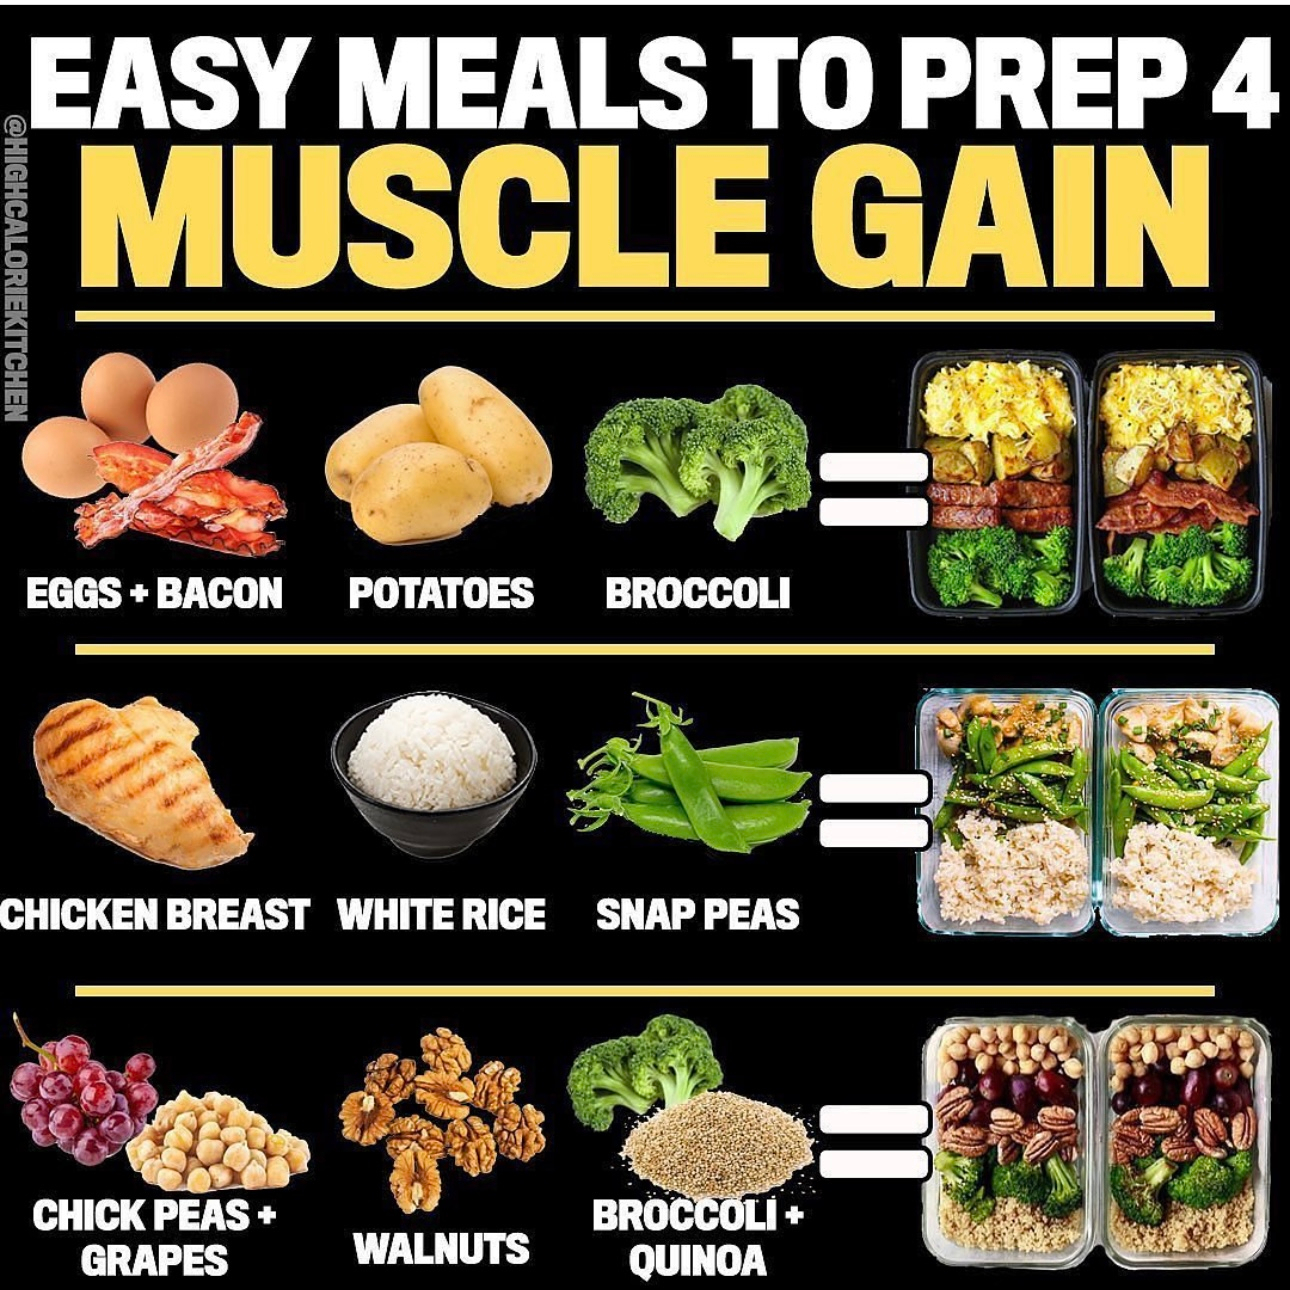 EASY MEALS TO PREP 4
MUSCLE GAIN
@HIGHCALORIEKITCHEN
EGGS + BACON
POTATOES
BROCCOLI
CHICKEN BREAST
WHITE RICE
SNAP PEAS
CHICK PEAS +
GRAPES
WALNUTS
BROCCOLI +
QUINOA